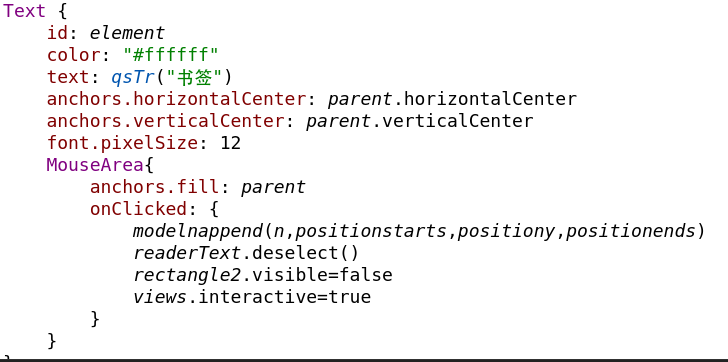 Text {
    id: element
    color: "#ffffff"
    text: qsTr("书签")
    anchors.horizontalCenter: parent.horizontalCenter
    anchors.verticalCenter: parent.verticalCenter
    font.pixelSize: 12
    MouseArea{
        anchors.fill: parent
        onClicked: {
            modelnappend(n,positionstarts,positiony,positionends)
            readerText.deselect()
            rectangle2.visible=false
            views.interactive=true
        }
    }
}